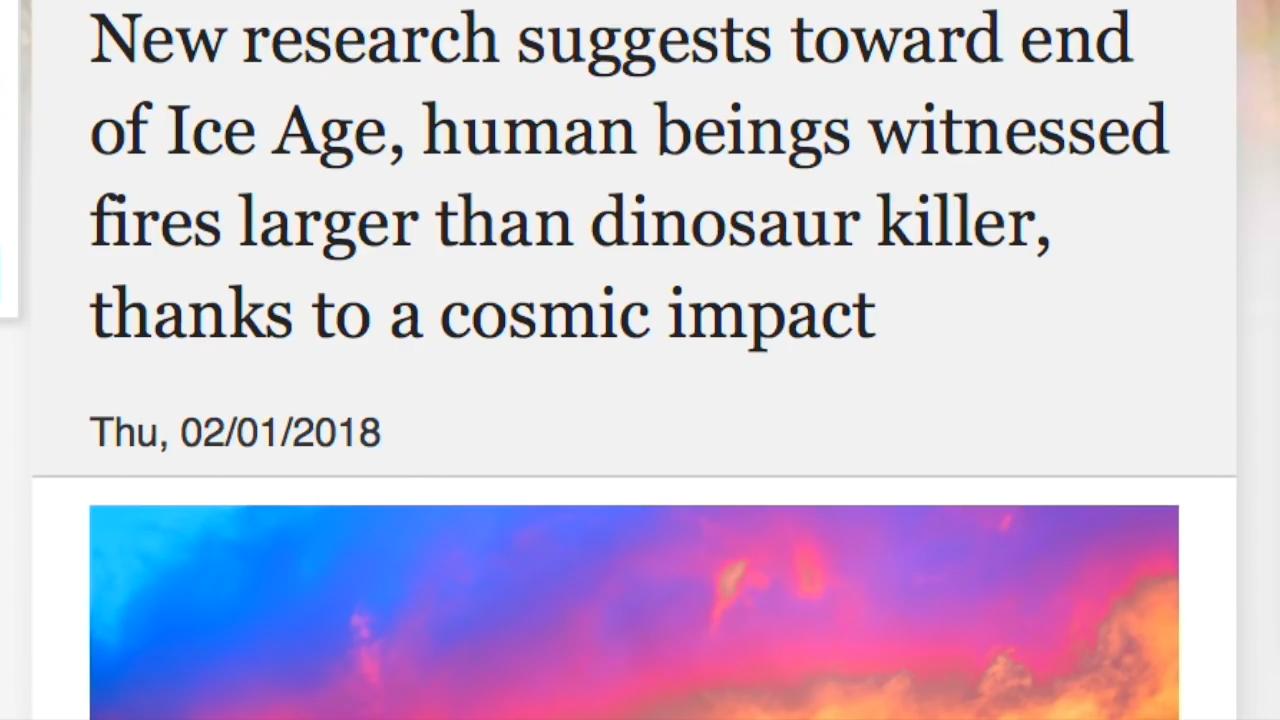 New research suggests toward end
of Ice Age, human beings witnessed
fires larger than dinosaur killer,
thanks to a cosmic impact
Thu, 02/01/2018